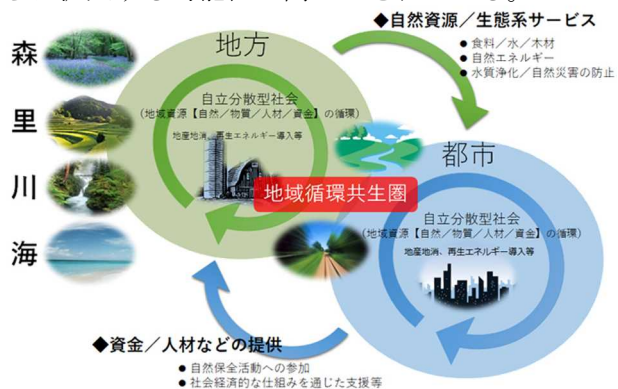 ◆自然資源／生態系サービス
● 食料／水／木材
● 自然エネルギー
● 水質浄化／自然災害の防止
森
里
川
海
地方
自立分散型社会
（地域資源【自然／物質／人材／資金】の循環）
地産地消、再生エネルギー導入等
地域循環共生圏
都市
自立分散型社会
（地域資源【自然／物質／人材／資金】の循環）
地産地消、再生エネルギー導入等
◆資金／人材などの提供
● 自然保全活動への参加
● 社会経済的な仕組みを通じた支援等